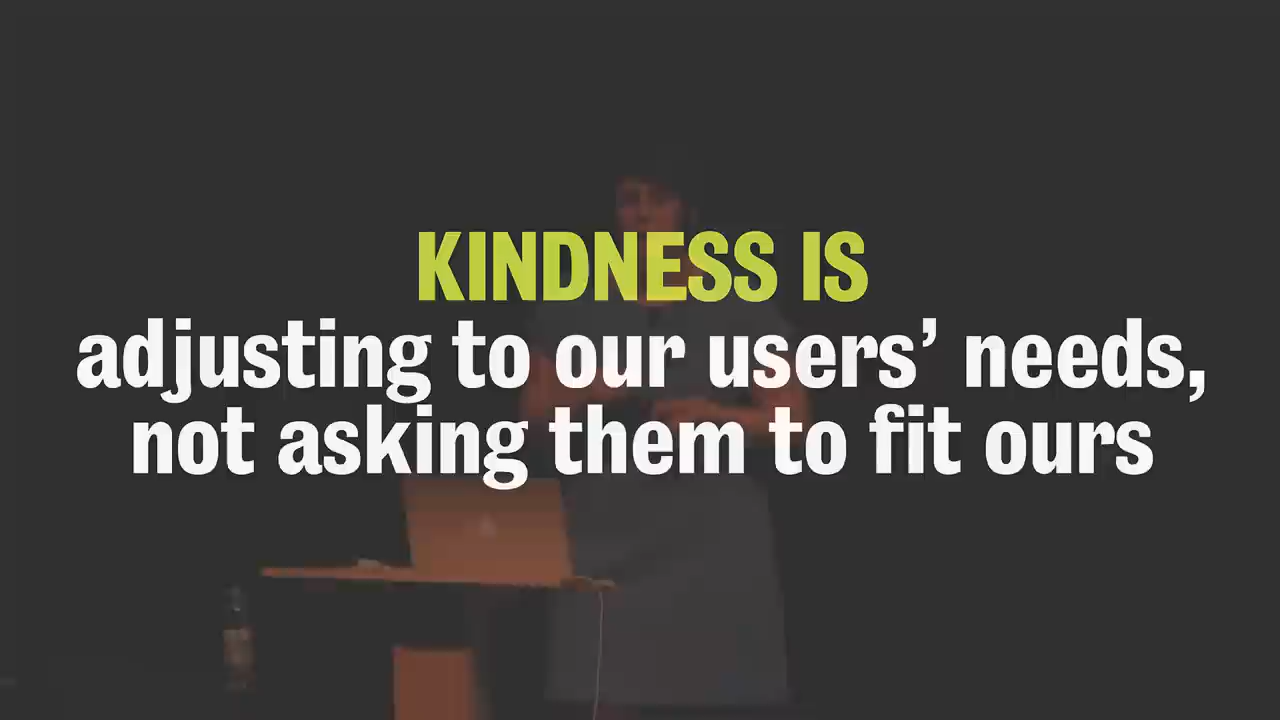 KINDNESS IS
adjusting to our users’ needs,
not asking them to fit ours